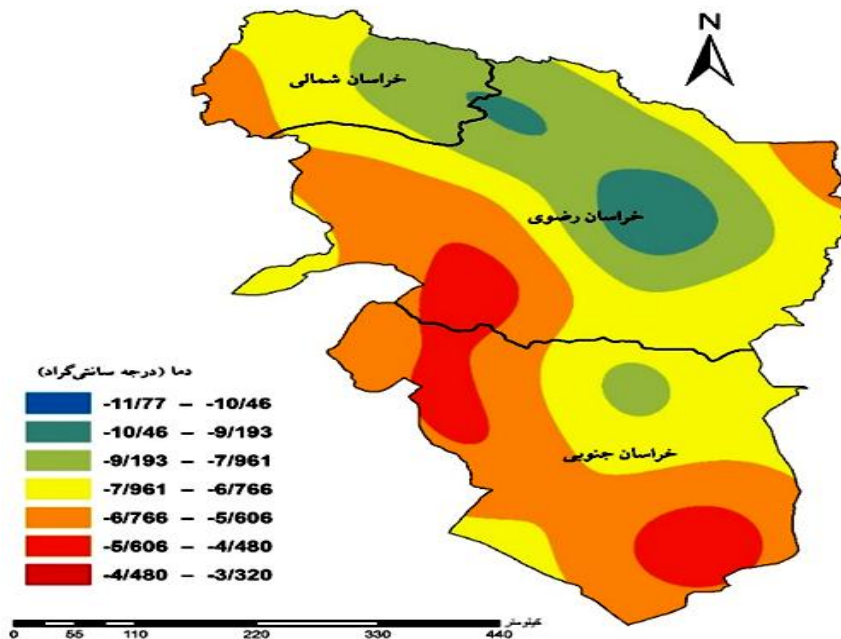 N
خراسان شمالی
خراسان رضوی
خراسان جنوبی
دما (درجه سانتی‌گراد)
-11/77 – -10/46
-10/46 – -9/193
-9/193 – -7/961
-7/961 – -6/766
-6/766 – -5/606
-5/606 – -4/480
-4/480 – -3/320
0 55 110 220 330 440 کیلومتر